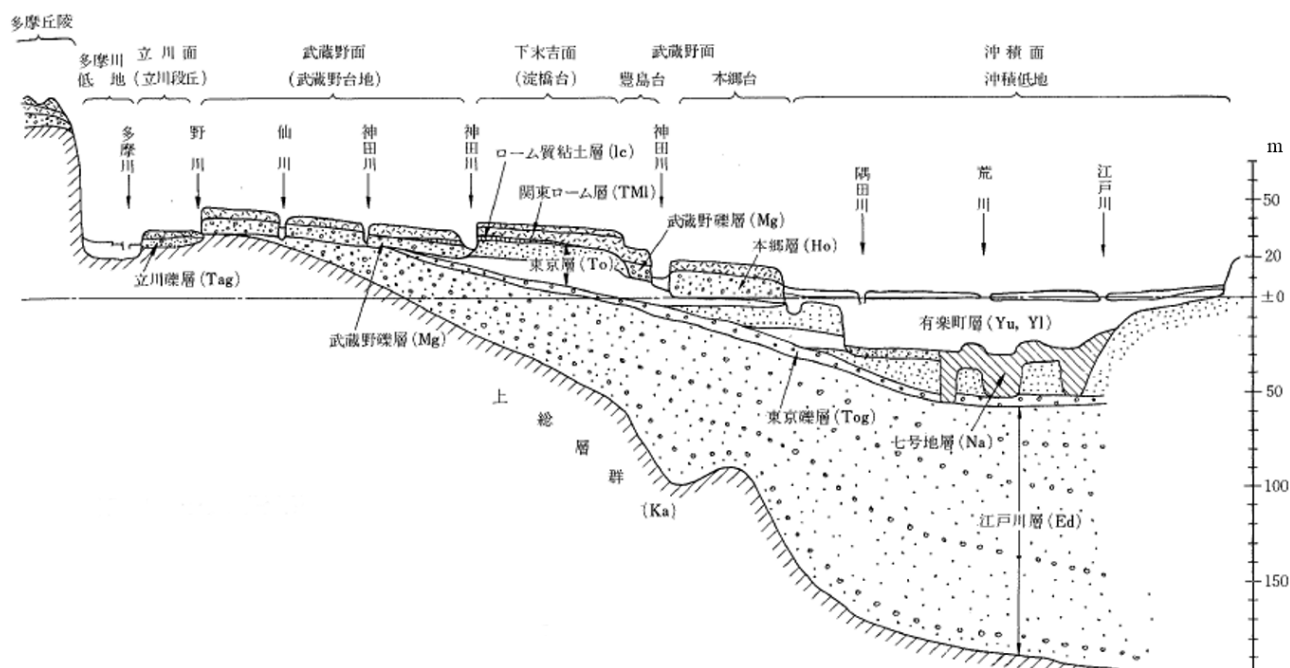 多摩丘陵
多摩川
低地
立川面
(立川段丘)
武蔵野面
(武蔵野台地)
下末吉面
(淀橋台)
武蔵野面
豊島台
本郷台
沖積面
沖積低地
多摩川
野川
仙川
神田川
神田川
神田川
隅田川
荒川
江戸川
m
ローム質粘土層(lc)
関東ローム層(TMl)
武蔵野礫層(Mg)
本郷層(Ho)
東京層(To)
立川礫層(Tag)
武蔵野礫層(Mg)
有楽町層(Yu, Yl)
東京礫層(Tog)
七号地層(Na)
上総層群
(Ka)
江戸川層(Ed)
50
20
±0
50
100
150